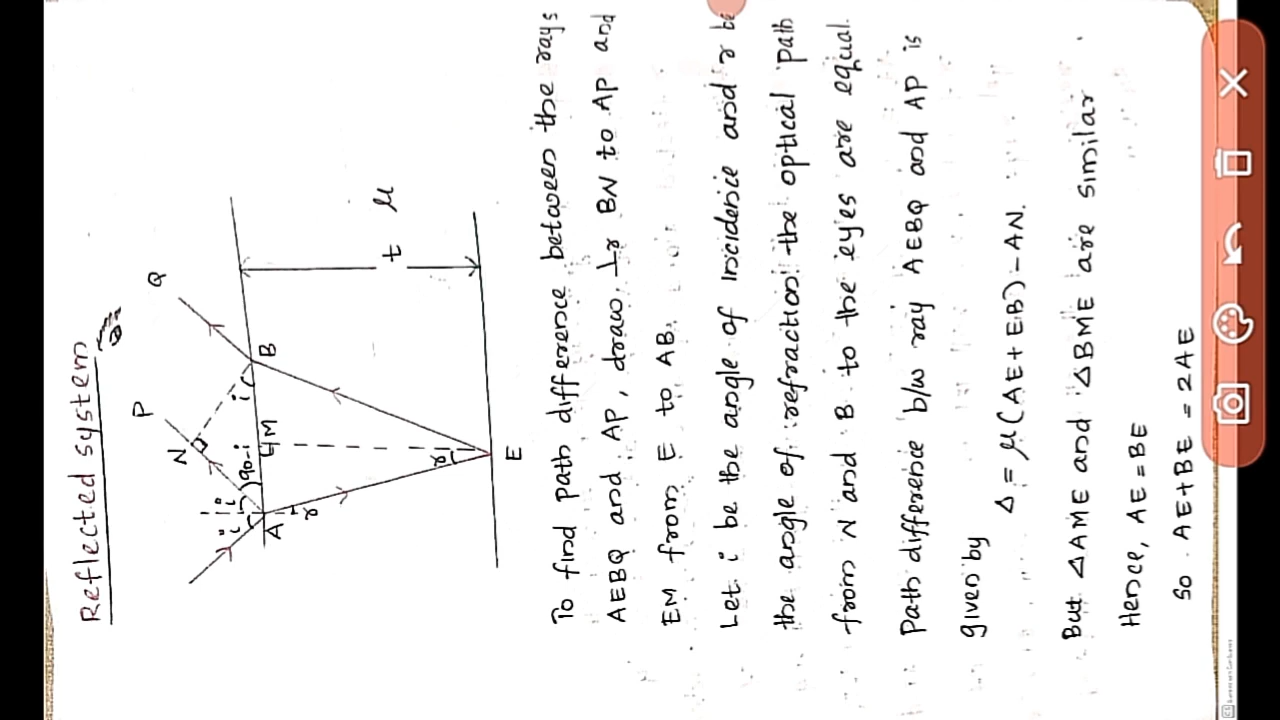 Reflected system
P
Q
N
i
i
90-i
i
A
M
B
r
r
t
μ
E
To find path difference between the rays
AEBQ and AP, draw ⊥r BN to AP and
EM from E to AB.
Let i be the angle of incidence and r be
the angle of refraction the optical path
from N and B to the eyes are equal.
Path difference b/w ray AEBQ and AP is
given by
Δ = μ(AE+EB) - AN.
But ΔAME and ΔBME are similar
Hence, AE = BE
So AE+BE = 2AE
CS